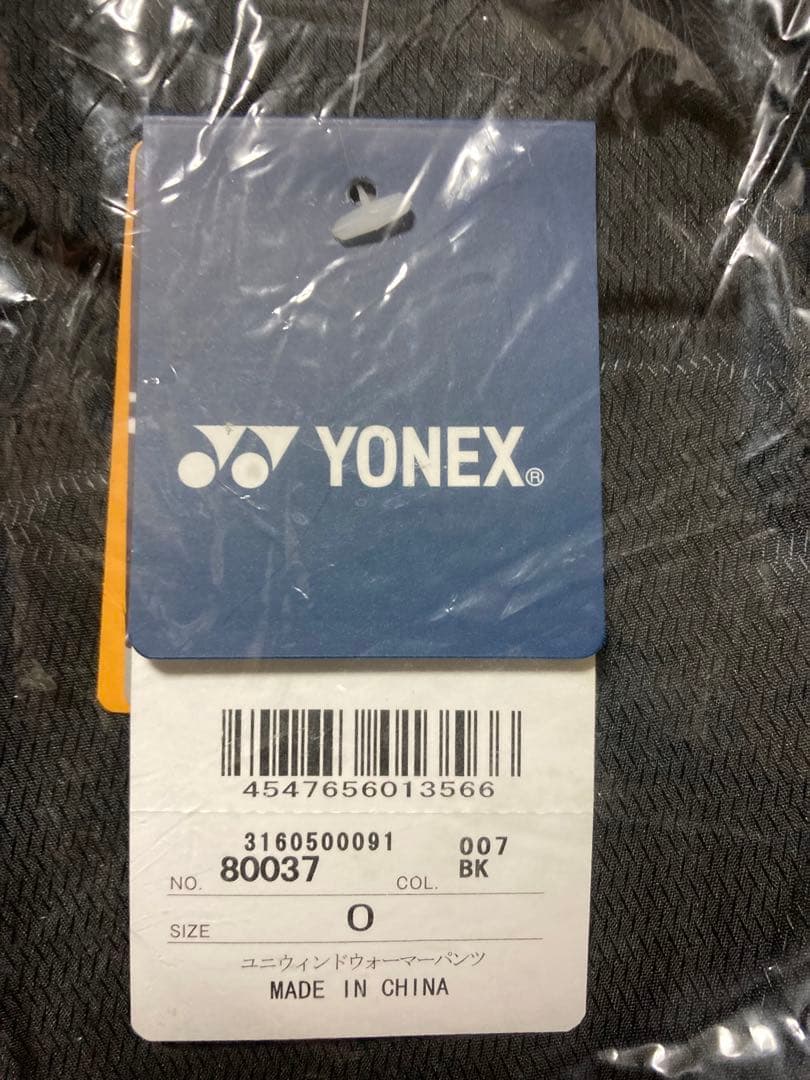 YONEX®
4547656013566
3160500091 007
NO. 80037 COL. BK
SIZE O
ユニウィンドウォーマーパンツ
MADE IN CHINA